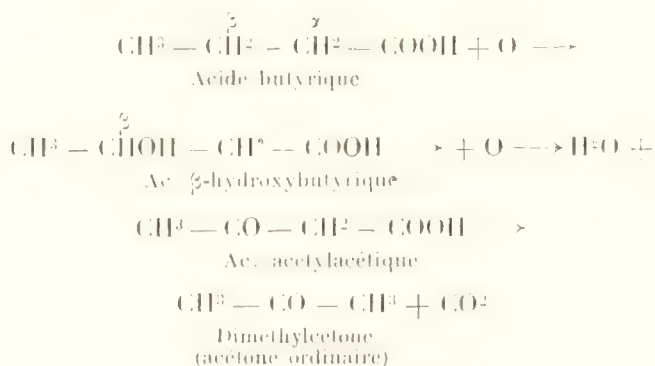 β α
CH³ — CH² — CH² — COOH + O —→
Acide butyrique
β
CH³ — CHOH — CH² — COOH → + O —→ H²O +
Ac. β-hydroxybutyrique
CH³ — CO — CH² — COOH →
Ac. acetylacétique
CH³ — CO — CH³ + CO²
Dimethylcetone
(acétone ordinaire)